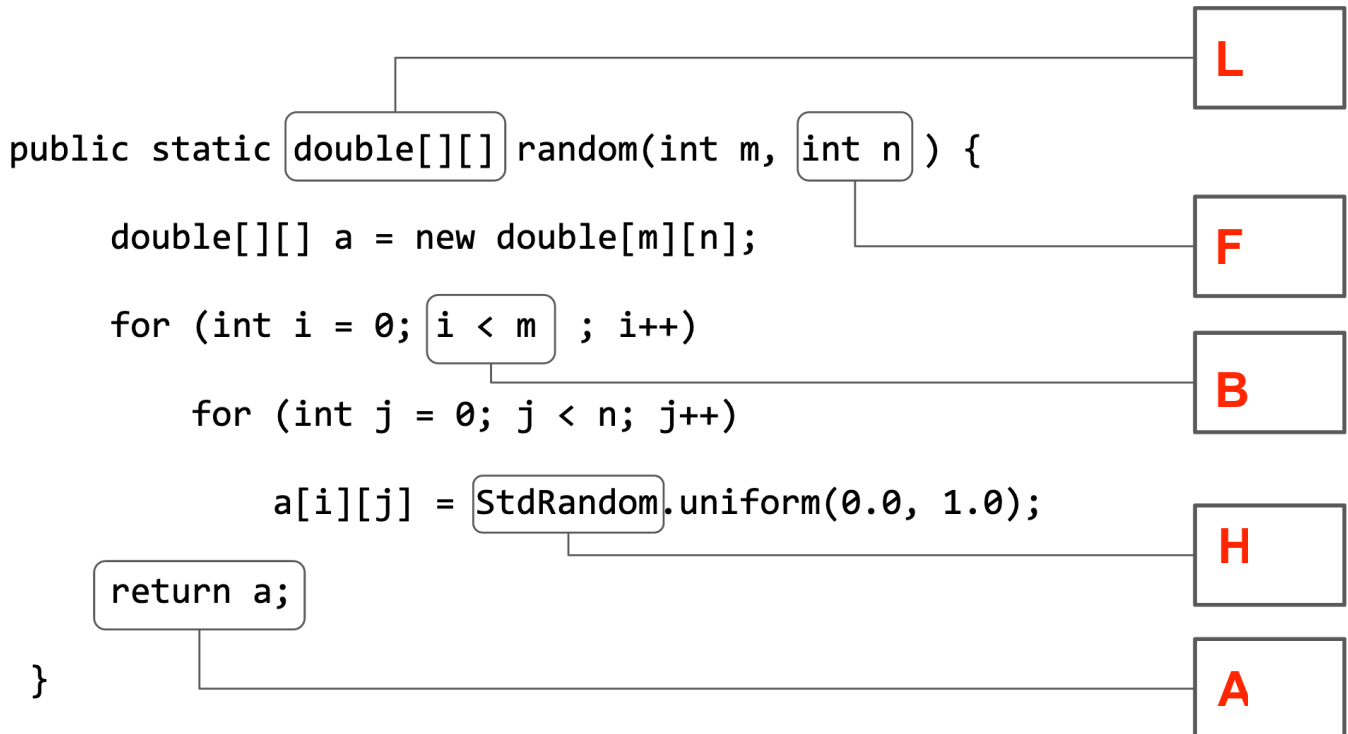 L
public static double[][] random(int m, int n ) {
double[][] a = new double[m][n];
F
for (int i = 0; i < m ; i++)
B
for (int j = 0; j < n; j++)
a[i][j] = StdRandom.uniform(0.0, 1.0);
H
return a;
}
A